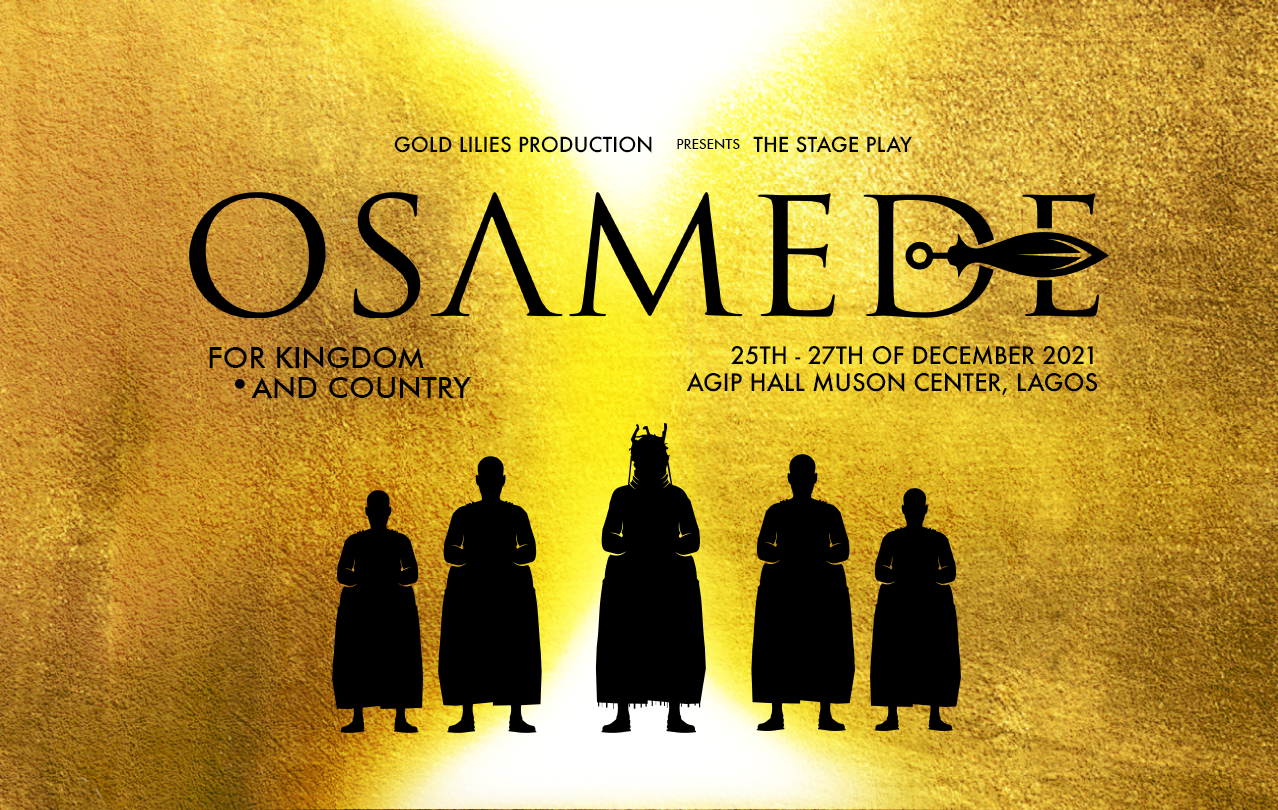 GOLD LILIES PRODUCTION PRESENTS THE STAGE PLAY
OSAMEDE
FOR KINGDOM
• AND COUNTRY
25TH - 27TH OF DECEMBER 2021
AGIP HALL MUSON CENTER, LAGOS